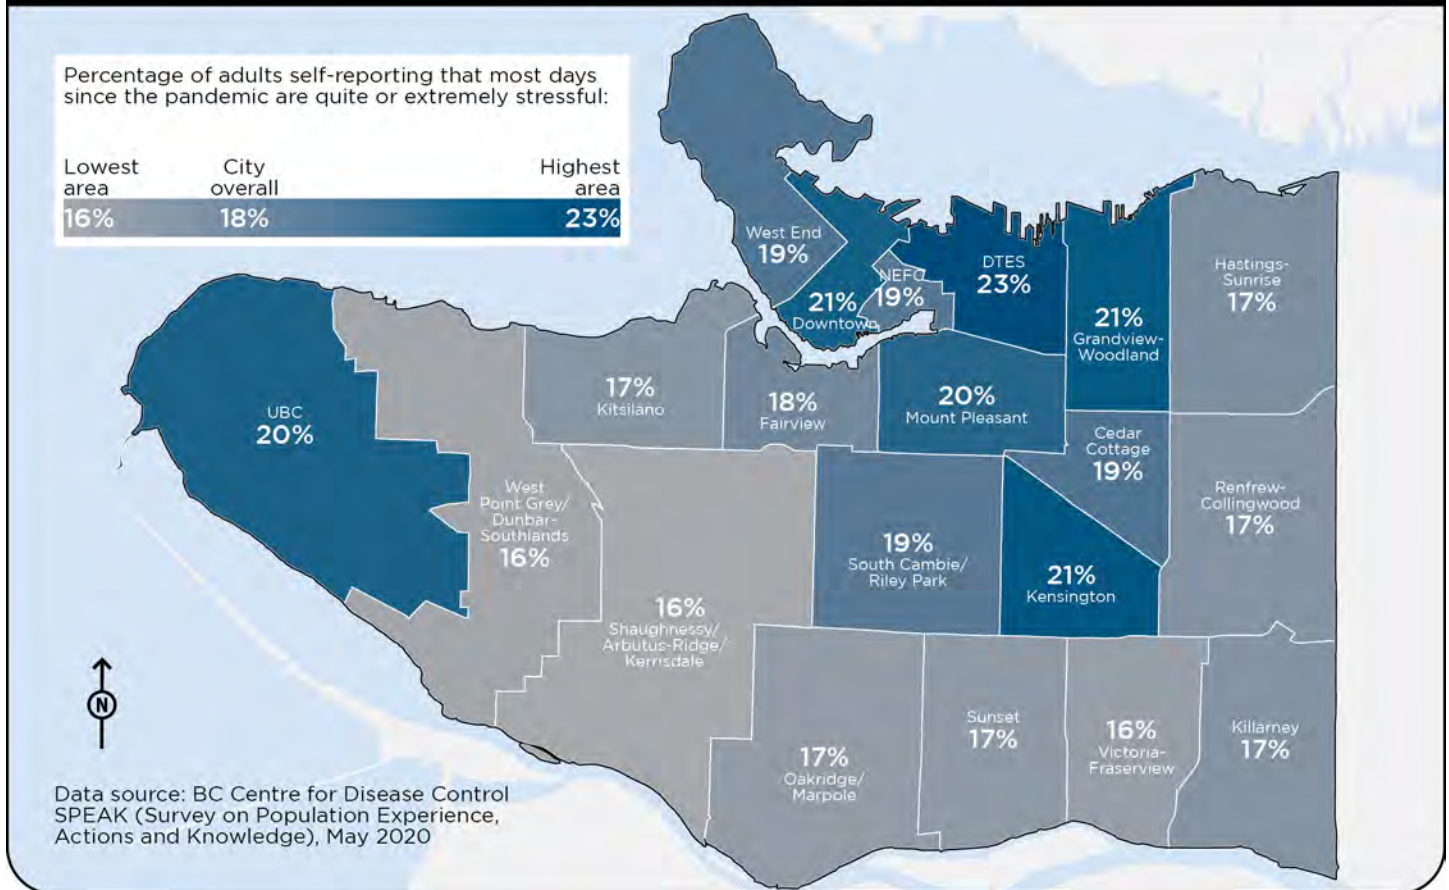 Percentage of adults self-reporting that most days
since the pandemic are quite or extremely stressful:
Lowest
area
City
overall
Highest
area
16%
18%
23%
West End
19%
21%
Downtown
NEFC
19%
DTES
23%
21%
Grandview-
Woodland
Hastings-
Sunrise
17%
UBC
20%
17%
Kitsilano
18%
Fairview
20%
Mount Pleasant
Cedar
Cottage
19%
West
Point Grey/
Dunbar-
Southlands
16%
Renfrew-
Collingwood
17%
19%
South Cambie/
Riley Park
21%
Kensington
16%
Shaughnessy/
Arbutus-Ridge/
Kerrisdale
N
17%
Oakridge/
Marpole
Sunset
17%
16%
Victoria-
Fraserview
Killarney
17%
Data source: BC Centre for Disease Control
SPEAK (Survey on Population Experience,
Actions and Knowledge), May 2020